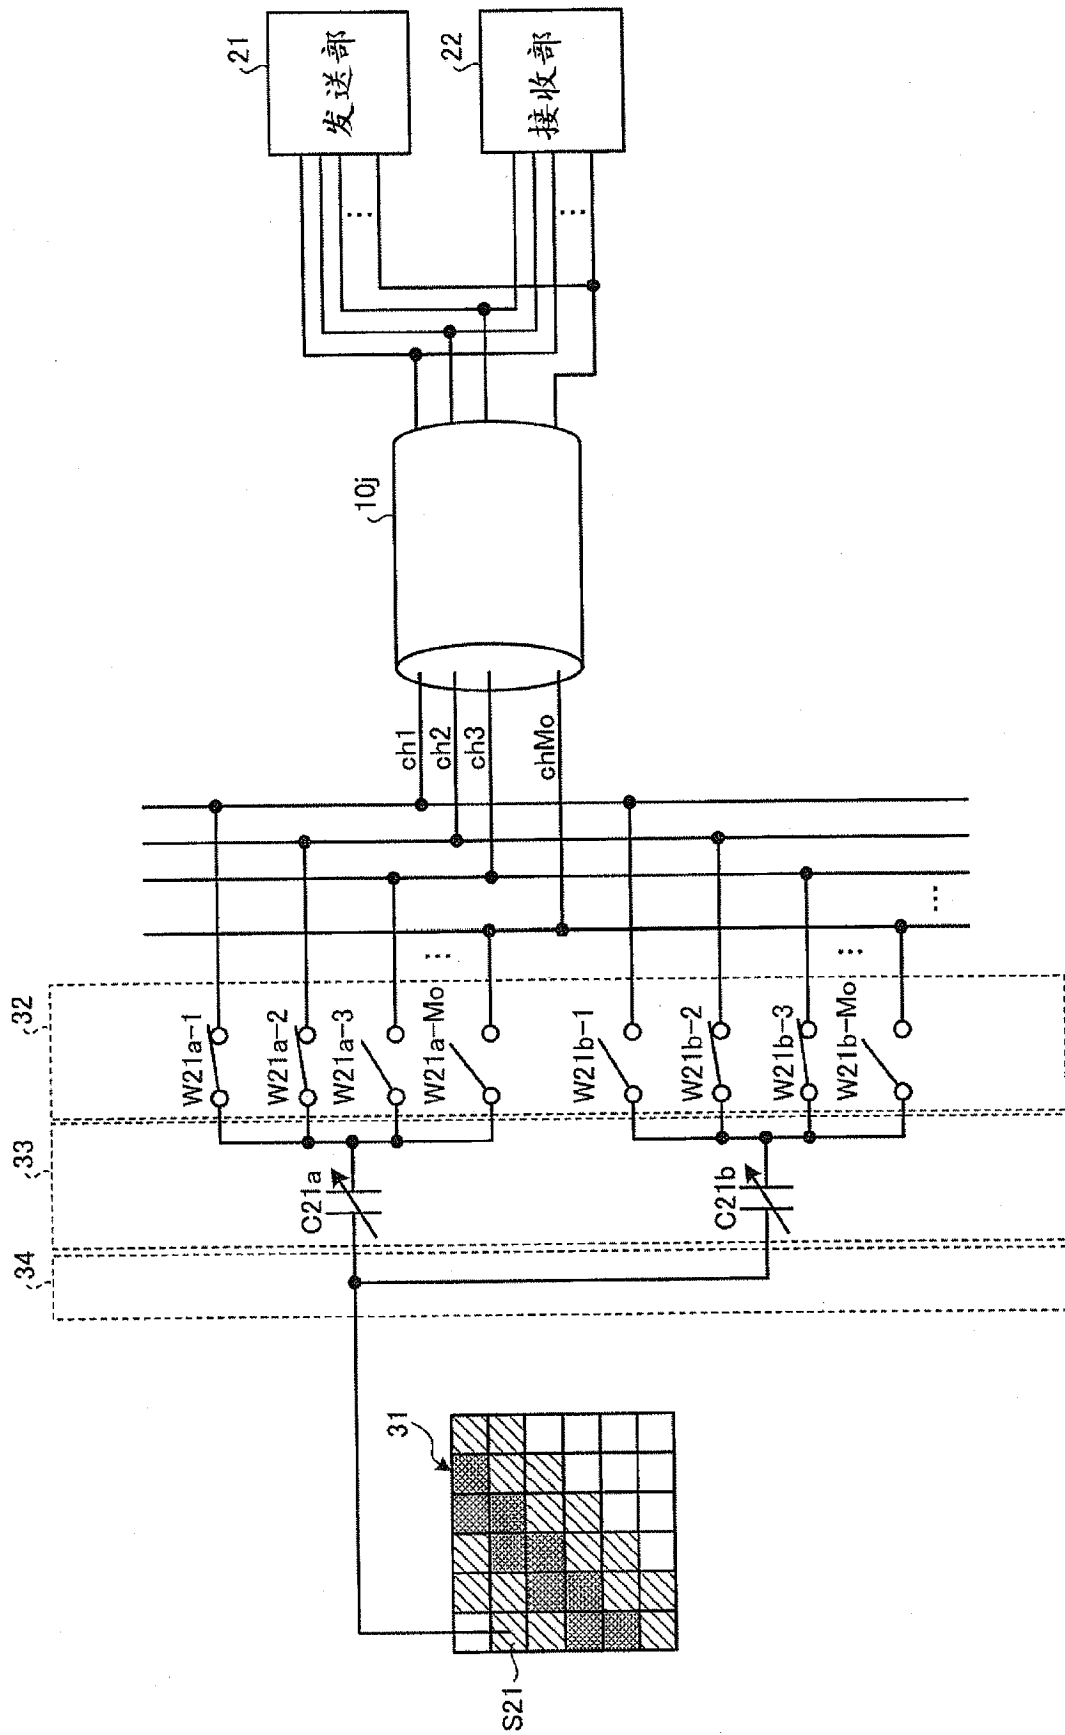 21
发送部
22
接收部
10j
ch1
ch2
ch3
chMo
32
W21a-1
W21a-2
W21a-3
W21a-Mo
W21b-1
W21b-2
W21b-3
W21b-Mo
33
C21a
C21b
34
31
S21